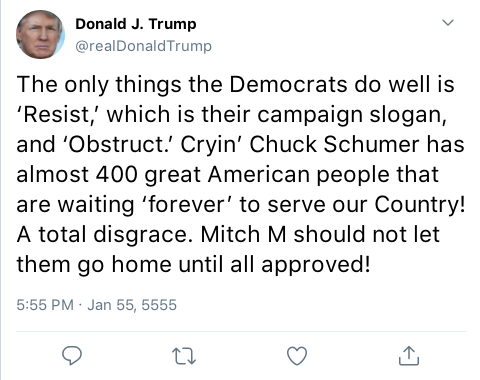 Donald J. Trump
@realDonaldTrump
The only things the Democrats do well is
‘Resist,’ which is their campaign slogan,
and ‘Obstruct.’ Cryin’ Chuck Schumer has
almost 400 great American people that
are waiting ‘forever’ to serve our Country!
A total disgrace. Mitch M should not let
them go home until all approved!
5:55 PM · Jan 55, 5555